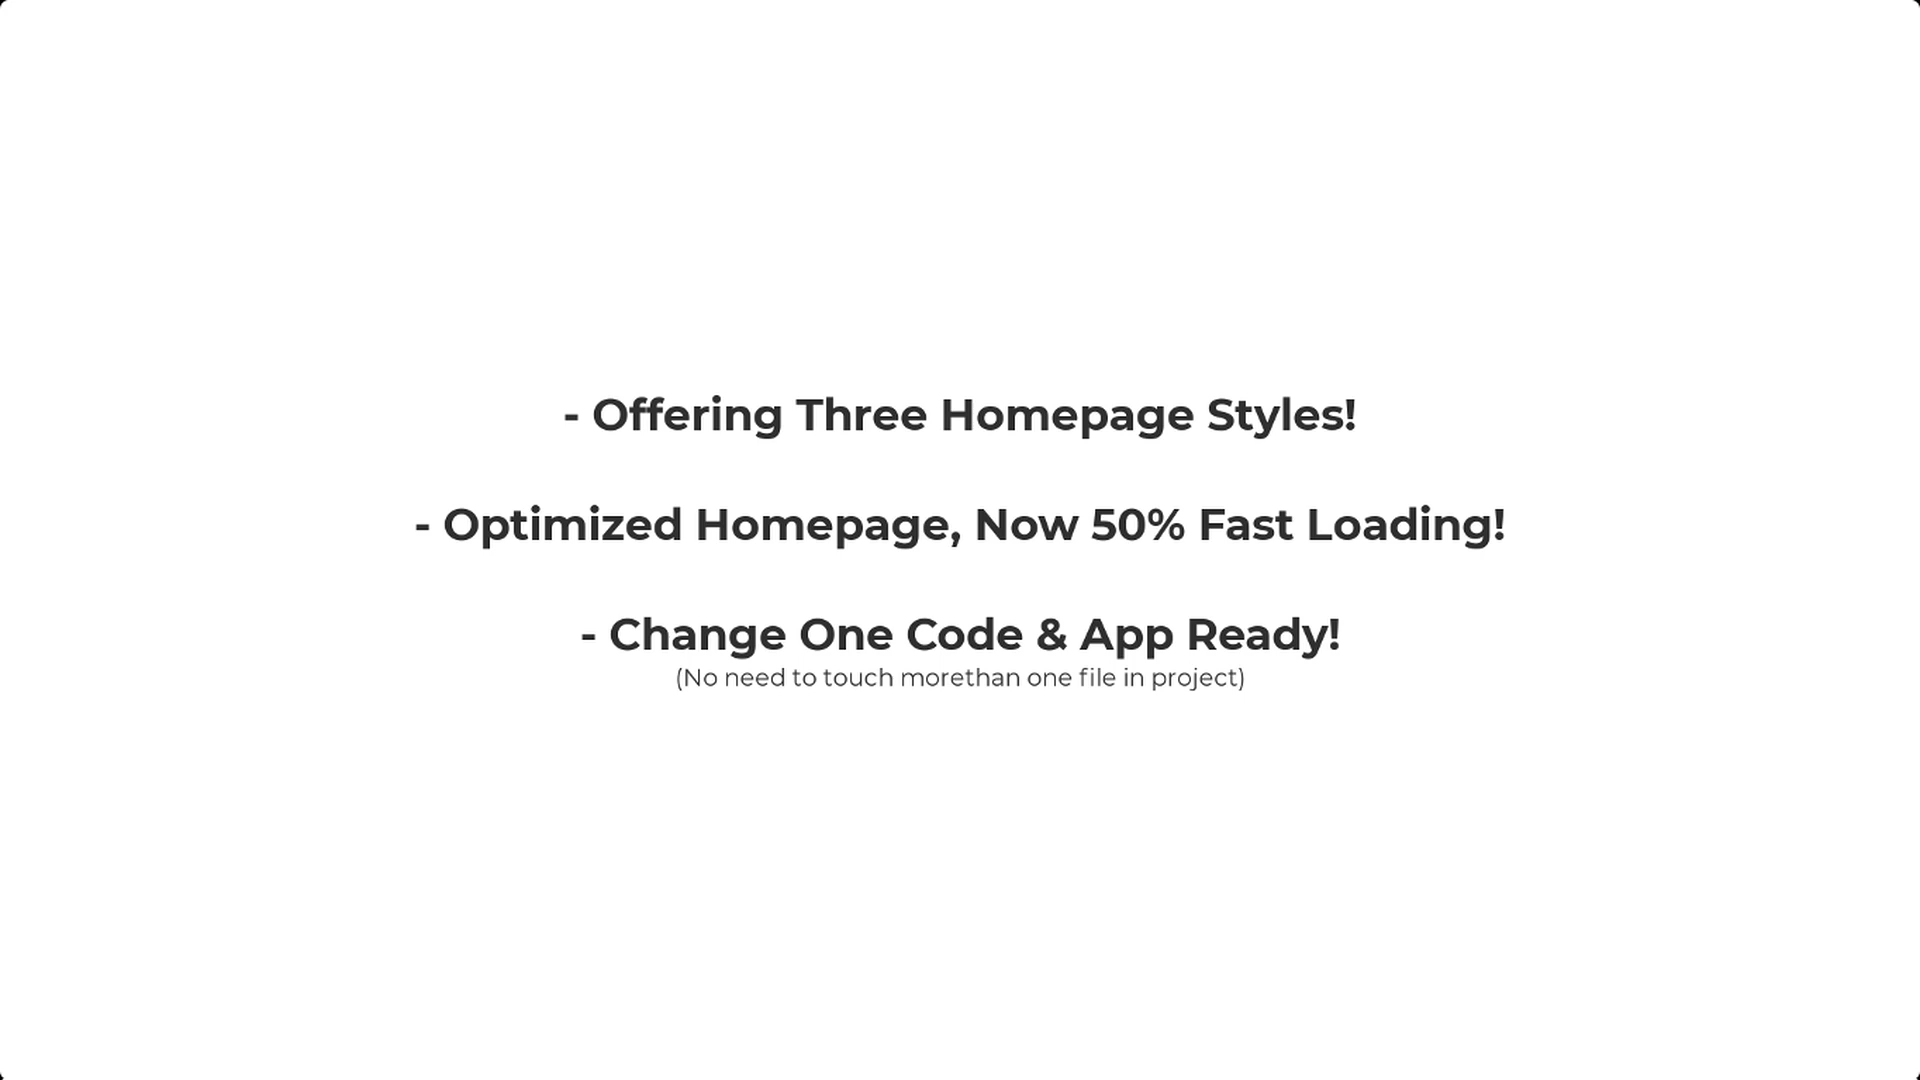 - Offering Three Homepage Styles!
- Optimized Homepage, Now 50% Fast Loading!
- Change One Code & App Ready!
(No need to touch morethan one file in project)